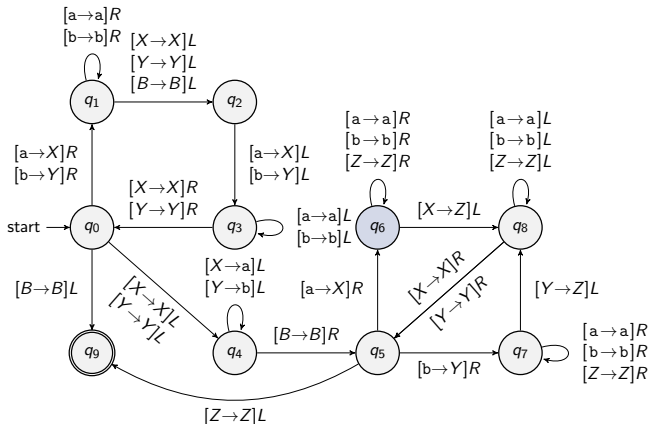 [a→a]R
[b→b]R
[X→X]L
[Y→Y]L
[B→B]L
q1
q2
[a→X]R
[b→Y]R
[a→X]L
[b→Y]L
[X→X]R
[Y→Y]R
start
q0
q3
[a→a]L
[b→b]L
[X→a]L
[Y→b]L
[B→B]L
[X→X]L
[Y→Y]L
q9
q4
[B→B]R
q5
[Z→Z]L
[a→a]R
[b→b]R
[Z→Z]R
q6
[X→Z]L
[a→a]L
[b→b]L
[Z→Z]L
q8
[a→X]R
[X→X]R
[Y→Y]R
[Y→Z]L
[b→Y]R
q7
[a→a]R
[b→b]R
[Z→Z]R